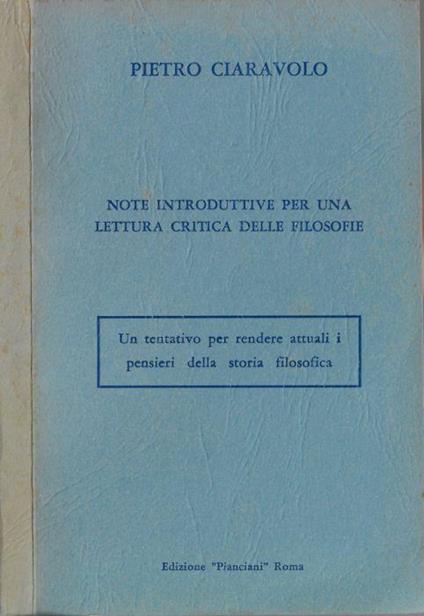 PIETRO CIARAVOLO
NOTE INTRODUTTIVE PER UNA
LETTURA CRITICA DELLE FILOSOFIE
Un tentativo per rendere attuali i
pensieri della storia filosofica
Edizione "Pianciani" Roma